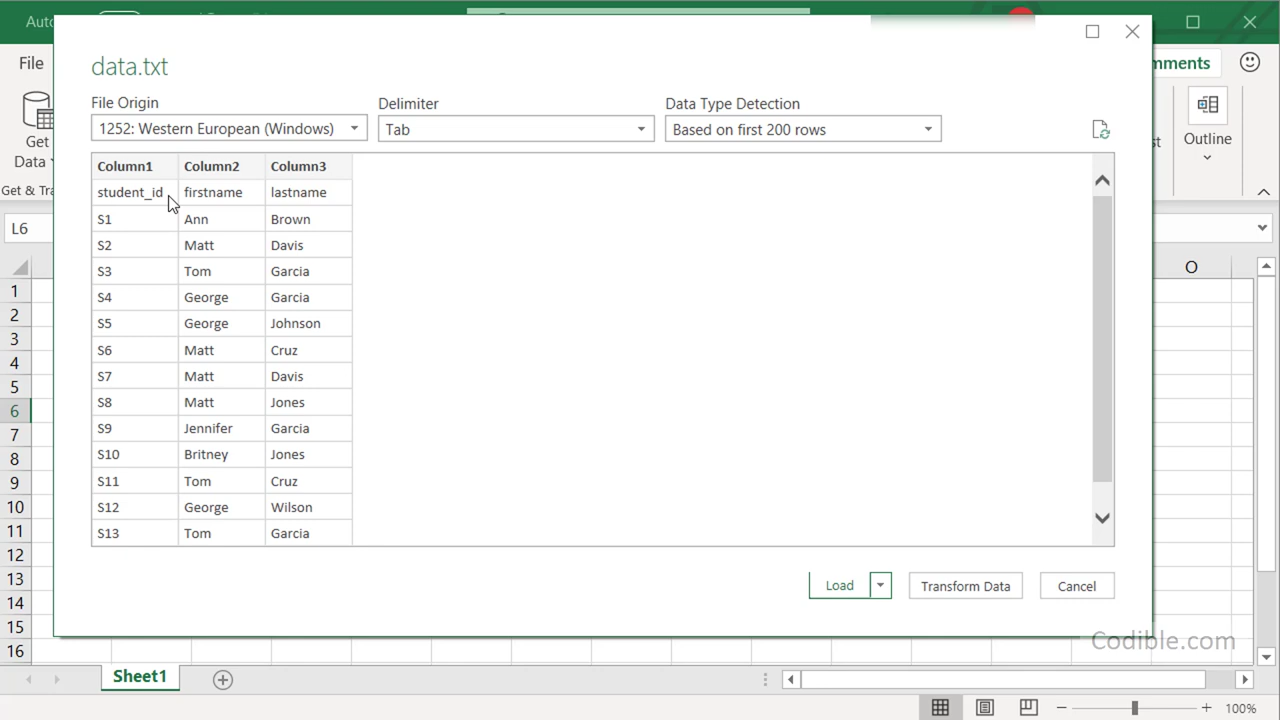 Auto
data.txt
File
mments
File Origin
Delimiter
Data Type Detection
1252: Western European (Windows)
Tab
Based on first 200 rows
Get
Data
Get & Tra
st
Outline
L6
O
Column1 Column2 Column3
student_id firstname lastname
S1 Ann Brown
S2 Matt Davis
S3 Tom Garcia
S4 George Garcia
S5 George Johnson
S6 Matt Cruz
S7 Matt Davis
S8 Matt Jones
S9 Jennifer Garcia
S10 Britney Jones
S11 Tom Cruz
S12 George Wilson
S13 Tom Garcia
1
2
3
4
5
6
7
8
9
10
11
12
13
14
15
16
Load
Transform Data
Cancel
Codible.com
Sheet1
100%